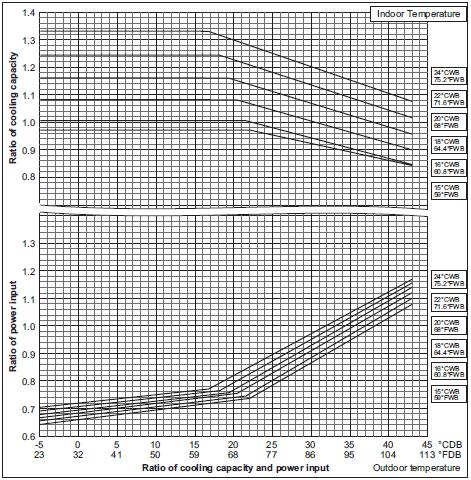 Indoor Temperature
1.4
1.3
1.2
1.1
1.0
0.9
0.8
Ratio of cooling capacity
24°CWB
75.2°FWB
22°CWB
71.6°FWB
20°CWB
68°FWB
18°CWB
64.4°FWB
16°CWB
60.8°FWB
15°CWB
59°FWB
1.3
1.2
1.1
1.0
0.9
0.8
0.7
0.6
Ratio of power input
24°CWB
75.2°FWB
22°CWB
71.6°FWB
20°CWB
68°FWB
18°CWB
64.4°FWB
16°CWB
60.8°FWB
15°CWB
59°FWB
-5 0 5 10 15 20 25 30 35 40 45 °CDB
23 32 41 50 59 68 77 86 95 104 113 °FDB
Ratio of cooling capacity and power input
Outdoor temperature